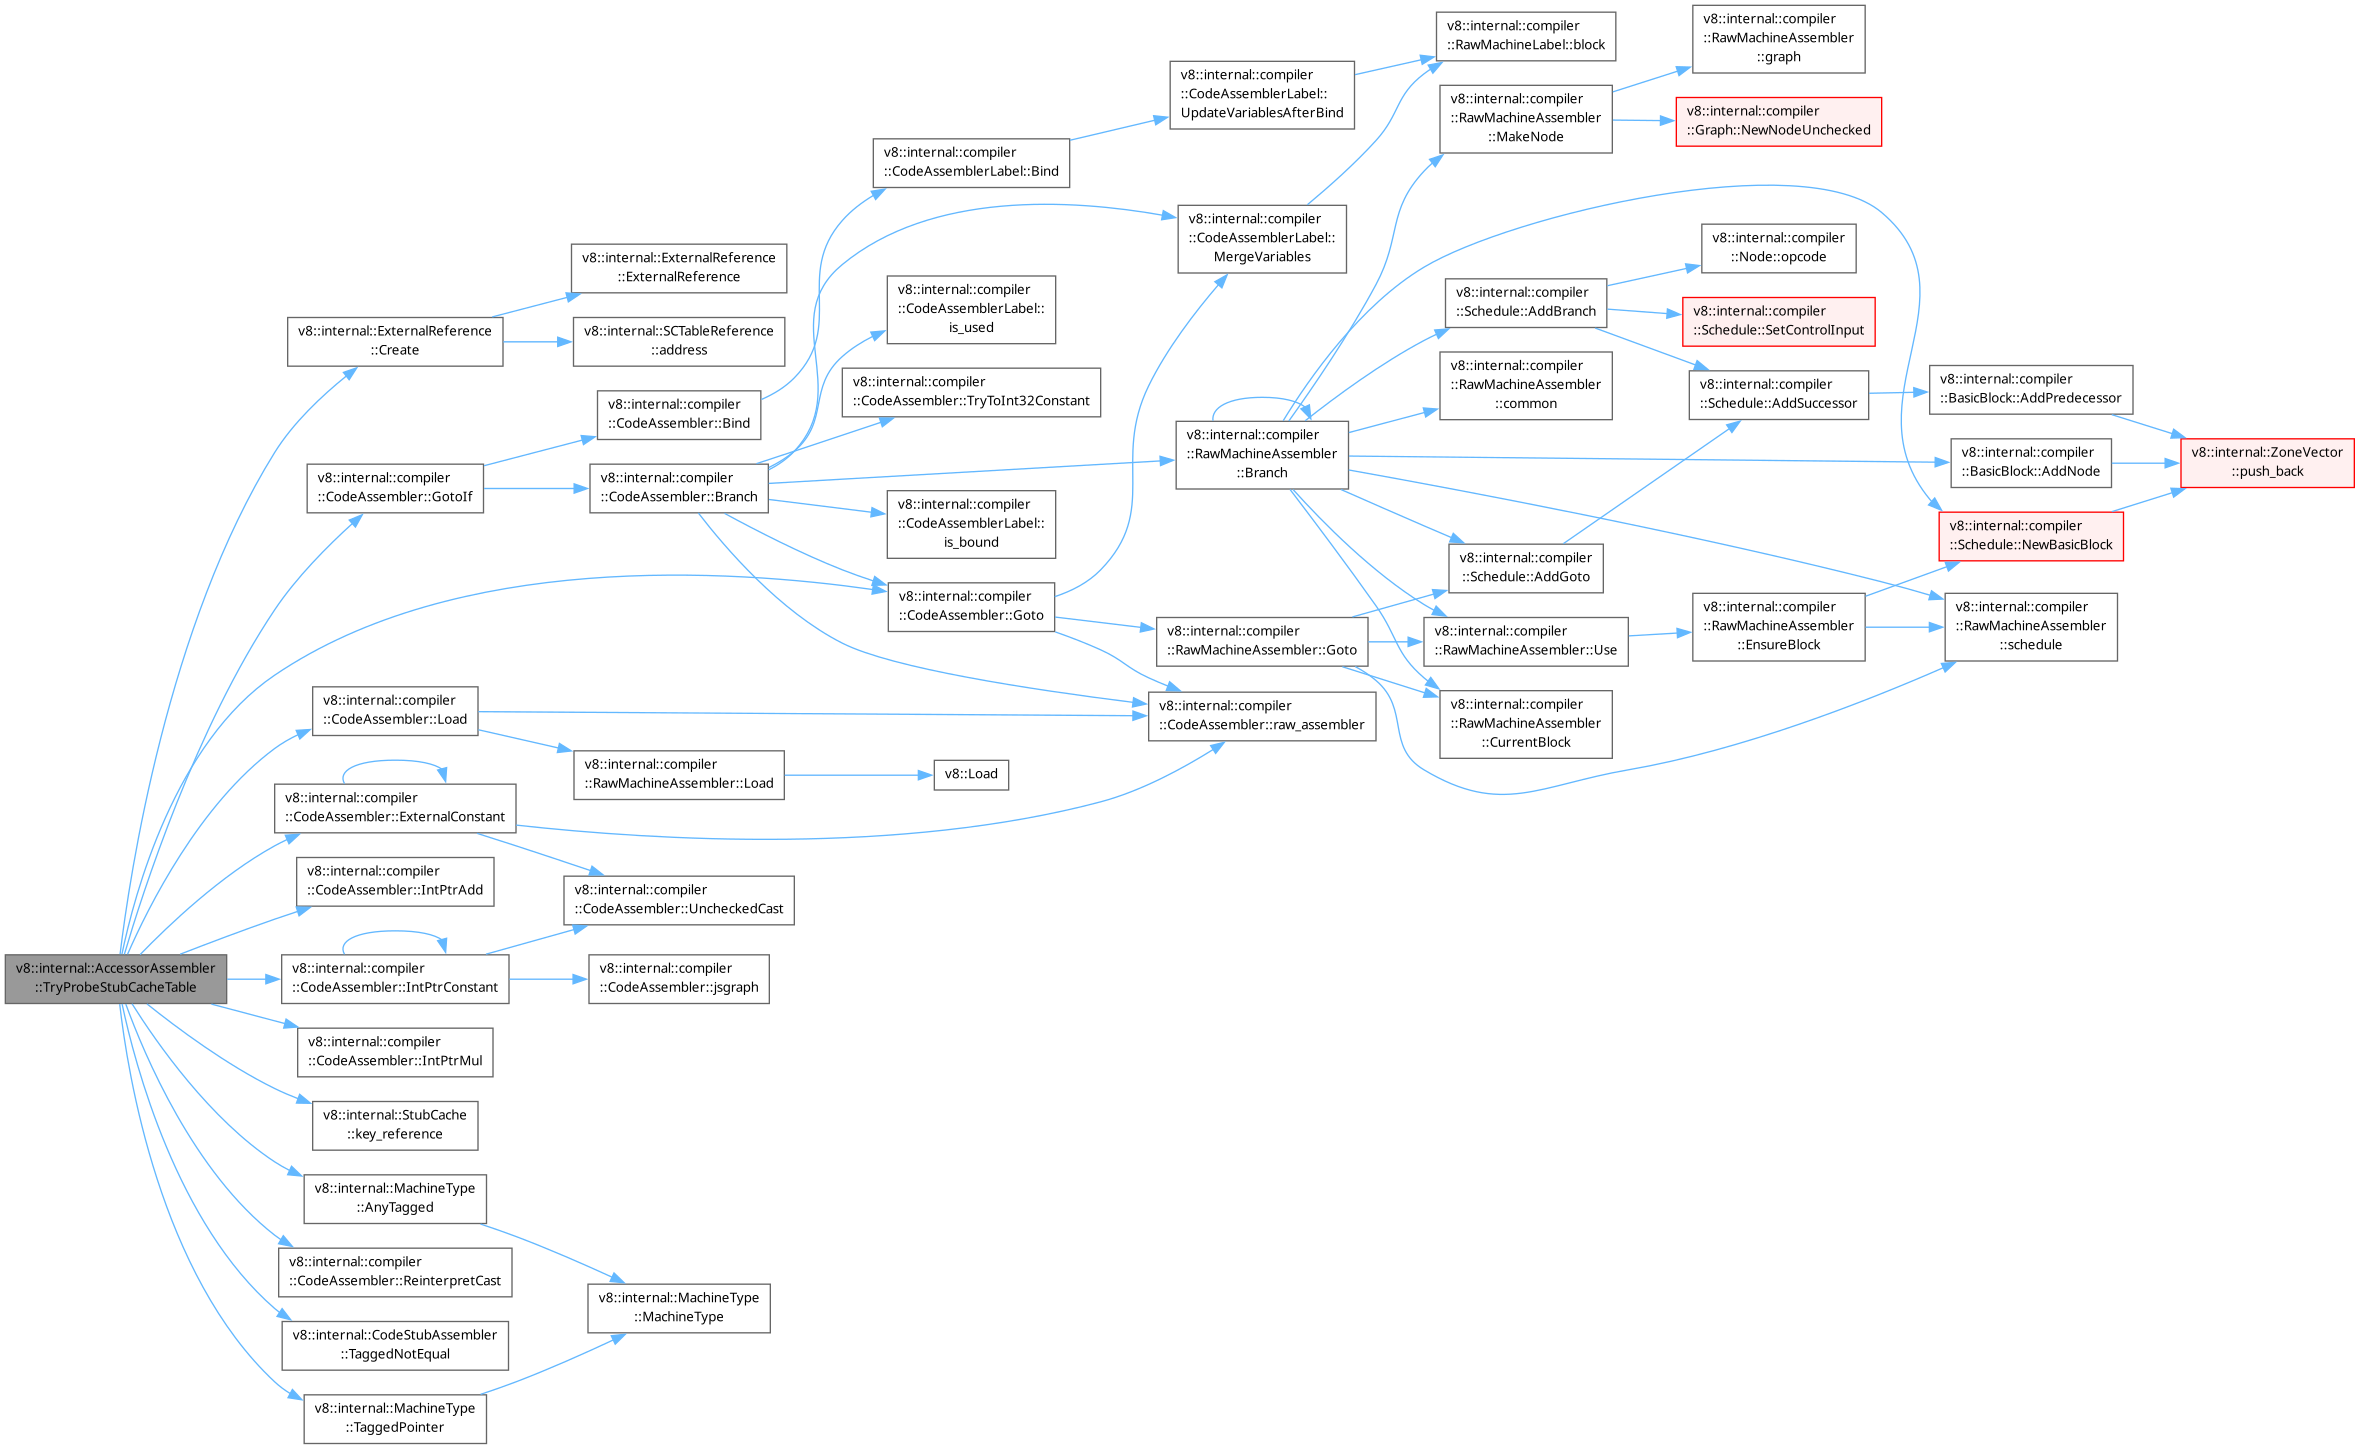 v8::internal::AccessorAssembler
::TryProbeStubCacheTable
v8::internal::ExternalReference
::Create
v8::internal::ExternalReference
::ExternalReference
v8::internal::SCTableReference
::address
v8::internal::compiler
::CodeAssembler::GotoIf
v8::internal::compiler
::CodeAssembler::Bind
v8::internal::compiler
::CodeAssembler::Branch
v8::internal::compiler
::CodeAssemblerLabel::Bind
v8::internal::compiler
::CodeAssemblerLabel::
UpdateVariablesAfterBind
v8::internal::compiler
::RawMachineLabel::block
v8::internal::compiler
::CodeAssemblerLabel::
MergeVariables
v8::internal::compiler
::CodeAssemblerLabel::
is_used
v8::internal::compiler
::CodeAssembler::TryToInt32Constant
v8::internal::compiler
::CodeAssemblerLabel::
is_bound
v8::internal::compiler
::CodeAssembler::Goto
v8::internal::compiler
::RawMachineAssembler
::Branch
v8::internal::compiler
::RawMachineAssembler::Goto
v8::internal::compiler
::CodeAssembler::raw_assembler
v8::internal::compiler
::RawMachineAssembler
::MakeNode
v8::internal::compiler
::RawMachineAssembler
::graph
v8::internal::compiler
::Graph::NewNodeUnchecked
v8::internal::compiler
::Schedule::AddBranch
v8::internal::compiler
::Node::opcode
v8::internal::compiler
::Schedule::SetControlInput
v8::internal::compiler
::RawMachineAssembler
::common
v8::internal::compiler
::Schedule::AddSuccessor
v8::internal::compiler
::BasicBlock::AddPredecessor
v8::internal::compiler
::BasicBlock::AddNode
v8::internal::ZoneVector
::push_back
v8::internal::compiler
::Schedule::NewBasicBlock
v8::internal::compiler
::Schedule::AddGoto
v8::internal::compiler
::RawMachineAssembler::Use
v8::internal::compiler
::RawMachineAssembler
::EnsureBlock
v8::internal::compiler
::RawMachineAssembler
::schedule
v8::internal::compiler
::RawMachineAssembler
::CurrentBlock
v8::internal::compiler
::CodeAssembler::Load
v8::internal::compiler
::RawMachineAssembler::Load
v8::Load
v8::internal::compiler
::CodeAssembler::ExternalConstant
v8::internal::compiler
::CodeAssembler::IntPtrAdd
v8::internal::compiler
::CodeAssembler::UncheckedCast
v8::internal::compiler
::CodeAssembler::IntPtrConstant
v8::internal::compiler
::CodeAssembler::jsgraph
v8::internal::compiler
::CodeAssembler::IntPtrMul
v8::internal::StubCache
::key_reference
v8::internal::MachineType
::AnyTagged
v8::internal::compiler
::CodeAssembler::ReinterpretCast
v8::internal::MachineType
::MachineType
v8::internal::CodeStubAssembler
::TaggedNotEqual
v8::internal::MachineType
::TaggedPointer